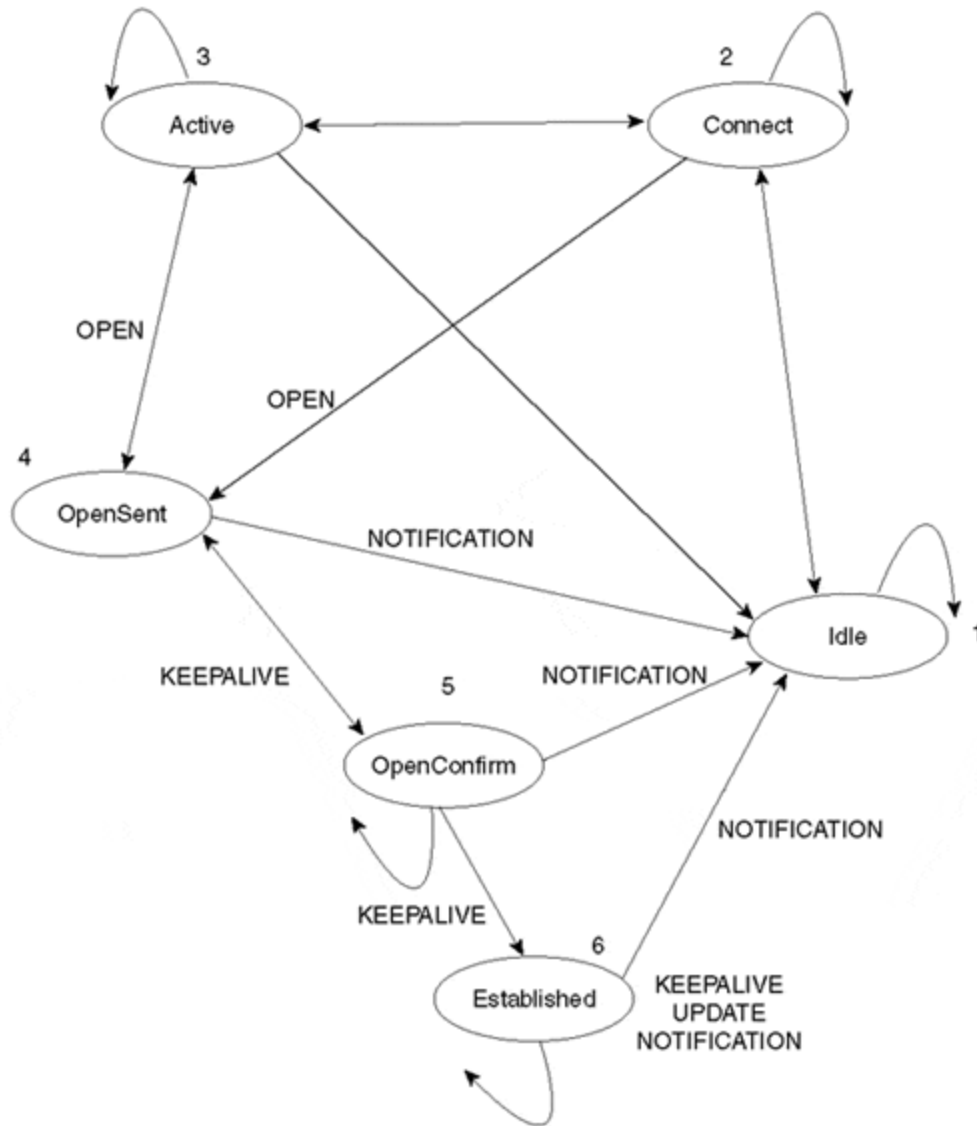 3
2
Active
Connect
OPEN
OPEN
4
OpenSent
NOTIFICATION
Idle
1
KEEPALIVE
NOTIFICATION
5
OpenConfirm
NOTIFICATION
KEEPALIVE
6
Established
KEEPALIVE
UPDATE
NOTIFICATION